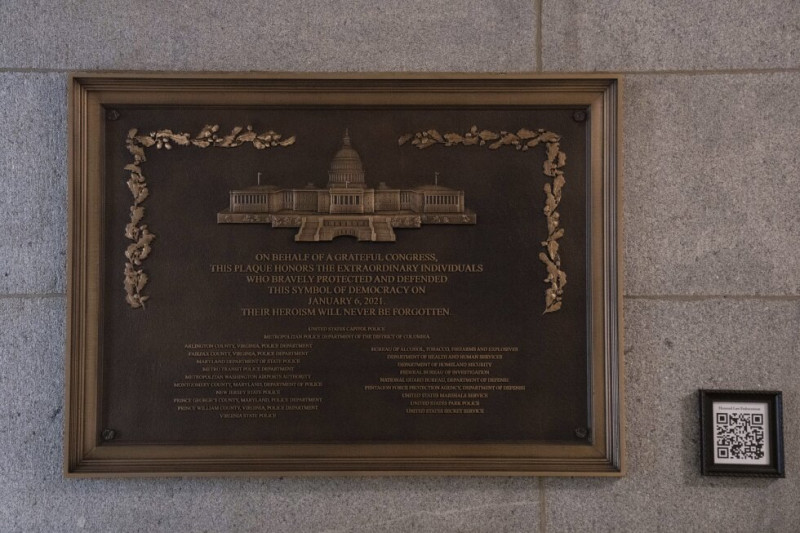 ON BEHALF OF A GRATEFUL CONGRESS,
THIS PLAQUE HONORS THE EXTRAORDINARY INDIVIDUALS
WHO BRAVELY PROTECTED AND DEFENDED
THIS SYMBOL OF DEMOCRACY ON
JANUARY 6, 2021.
THEIR HEROISM WILL NEVER BE FORGOTTEN.
UNITED STATES CAPITOL POLICE
METROPOLITAN POLICE DEPARTMENT OF THE DISTRICT OF COLUMBIA
ARLINGTON COUNTY, VIRGINIA, POLICE DEPARTMENT
FAIRFAX COUNTY, VIRGINIA, POLICE DEPARTMENT
MARYLAND DEPARTMENT OF STATE POLICE
METRO TRANSIT POLICE DEPARTMENT
METROPOLITAN WASHINGTON AIRPORTS AUTHORITY
MONTGOMERY COUNTY, MARYLAND, DEPARTMENT OF POLICE
NEW JERSEY STATE POLICE
PRINCE GEORGE'S COUNTY, MARYLAND, POLICE DEPARTMENT
PRINCE WILLIAM COUNTY, VIRGINIA, POLICE DEPARTMENT
VIRGINIA STATE POLICE
BUREAU OF ALCOHOL, TOBACCO, FIREARMS AND EXPLOSIVES
DEPARTMENT OF HEALTH AND HUMAN SERVICES
DEPARTMENT OF HOMELAND SECURITY
FEDERAL BUREAU OF INVESTIGATION
NATIONAL GUARD BUREAU, DEPARTMENT OF DEFENSE
PENTAGON FORCE PROTECTION AGENCY, DEPARTMENT OF DEFENSE
UNITED STATES MARSHALS SERVICE
UNITED STATES PARK POLICE
UNITED STATES SECRET SERVICE